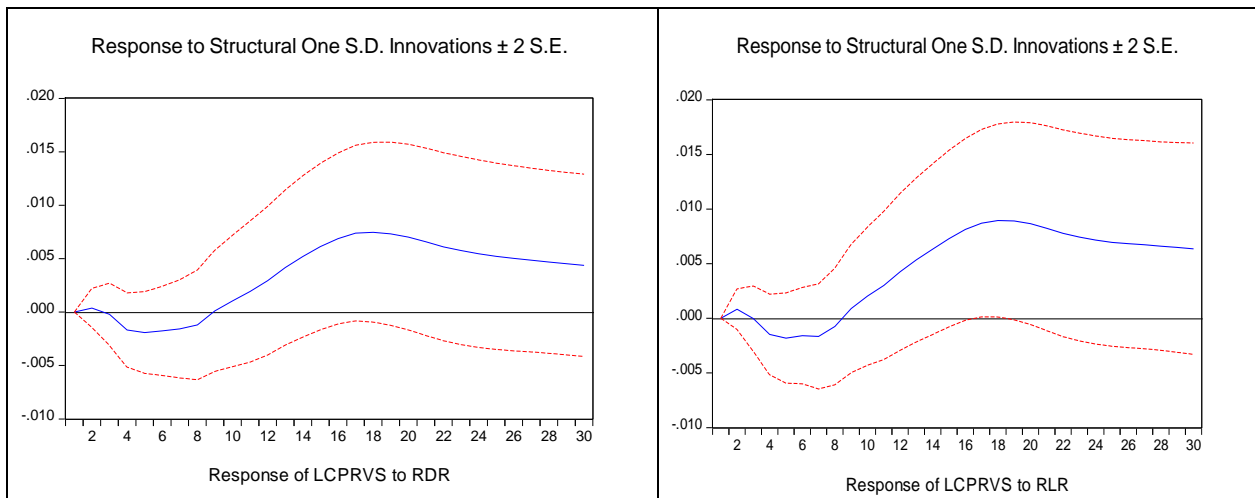 Response to Structural One S.D. Innovations ± 2 S.E.
.020
.015
.010
.005
.000
-.005
-.010
2 4 6 8 10 12 14 16 18 20 22 24 26 28 30
Response of LCPRVS to RDR
Response to Structural One S.D. Innovations ± 2 S.E.
.020
.015
.010
.005
.000
-.005
-.010
2 4 6 8 10 12 14 16 18 20 22 24 26 28 30
Response of LCPRVS to RLR